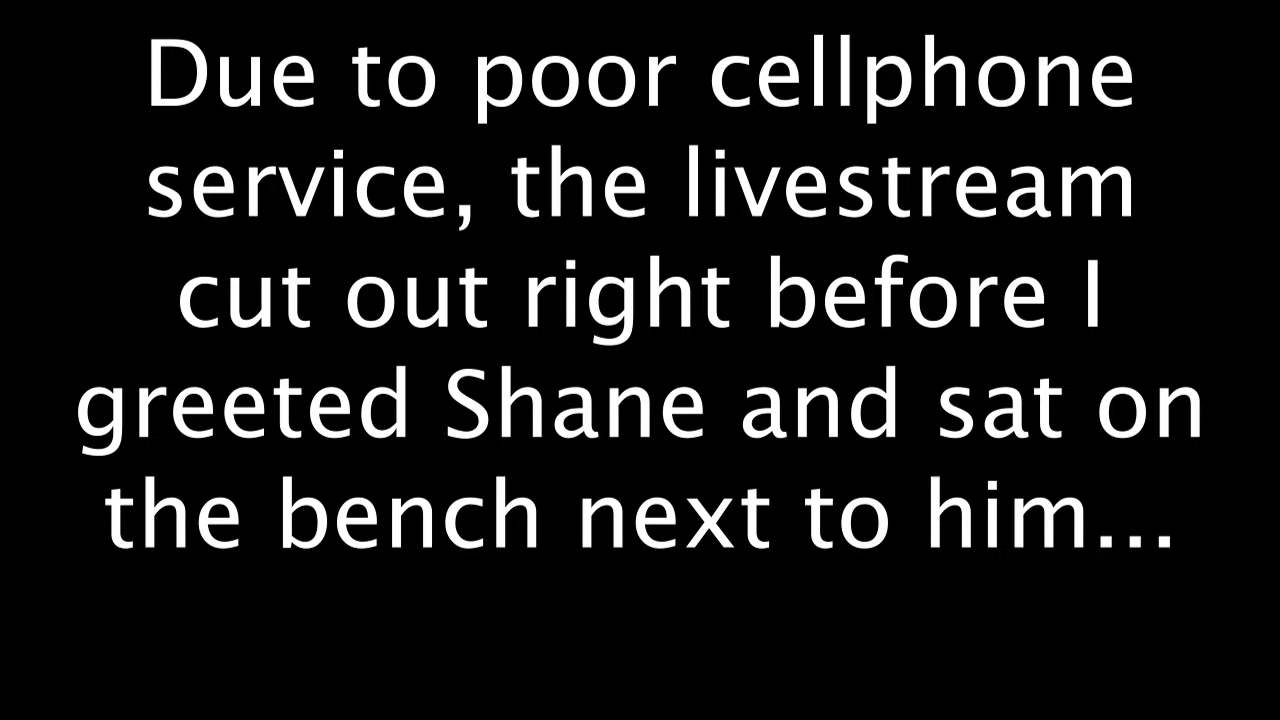 Due to poor cellphone
service, the livestream
cut out right before I
greeted Shane and sat on
the bench next to him...